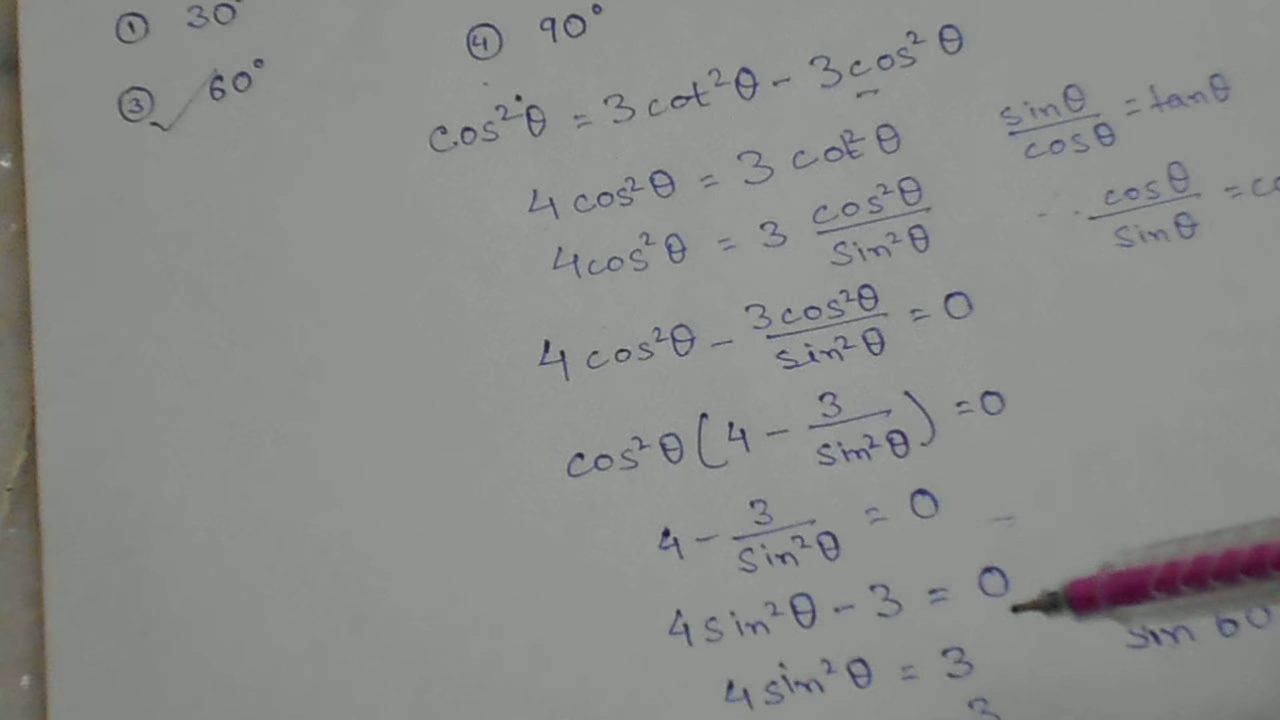 ① 30°
④ 90°
③ ✓ 60°
cos²θ = 3cot²θ - 3cos²θ
4cos²θ = 3cot²θ
4cos²θ = 3 cos²θ/sin²θ
4cos²θ - 3cos²θ/sin²θ = 0
cos²θ(4 - 3/sin²θ) = 0
4 - 3/sin²θ = 0
4sin²θ - 3 = 0
4sin²θ = 3
3
sinθ/cosθ = tanθ
cosθ/sinθ =
sin 60